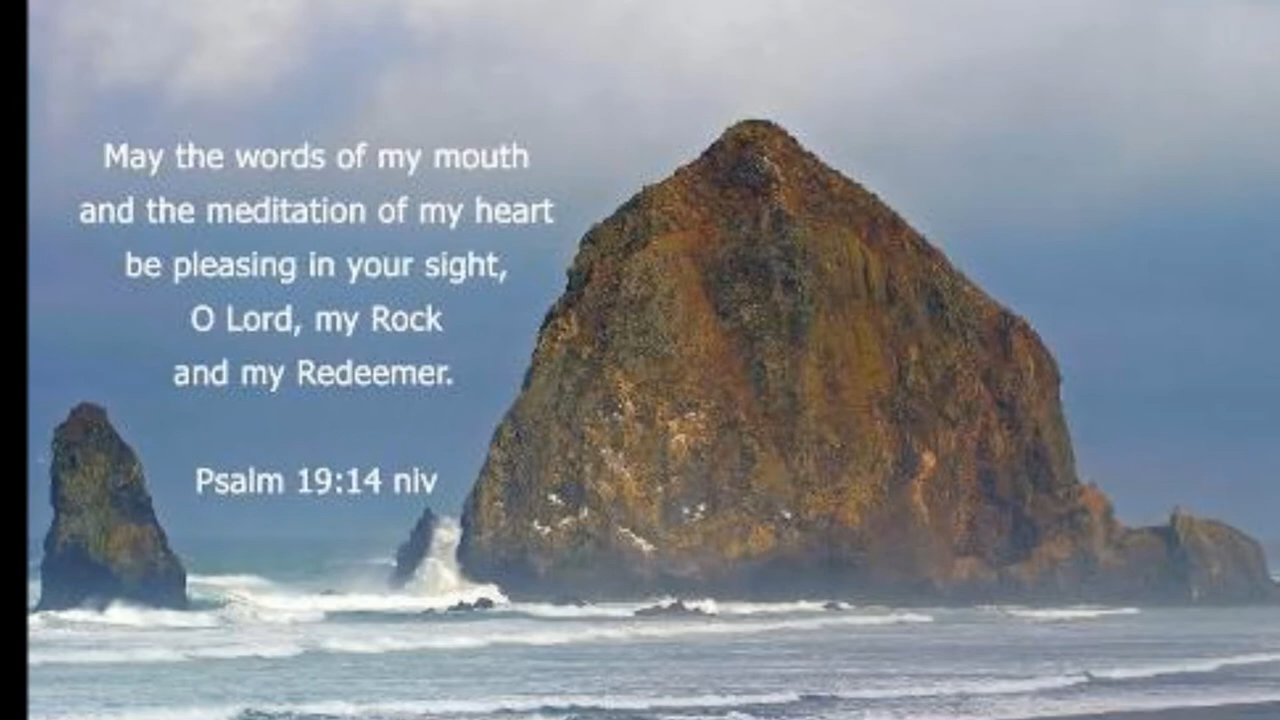 May the words of my mouth
and the meditation of my heart
be pleasing in your sight,
O Lord, my Rock
and my Redeemer.
Psalm 19:14 niv